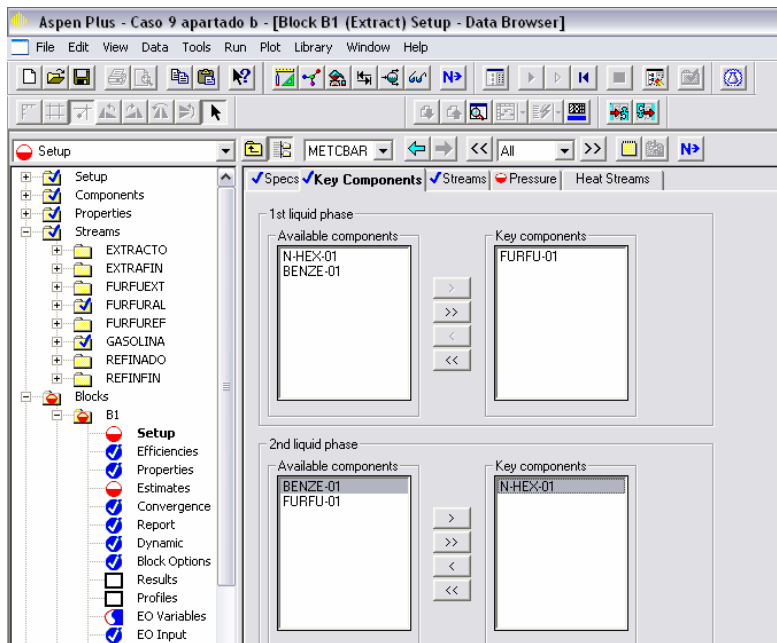 Aspen Plus - Caso 9 apartado b - [Block B1 (Extract) Setup - Data Browser]
File Edit View Data Tools Run Plot Library Window Help
N>
Setup METCBAR << All >> N>
Setup
Components
Properties
Streams
EXTRACTO
EXTRAFIN
FURFUEXT
FURFURAL
FURFUREF
GASOLINA
REFINADO
REFINFIN
Blocks
B1
Setup
Efficiencies
Properties
Estimates
Convergence
Report
Dynamic
Block Options
Results
Profiles
EO Variables
EO Input
Specs Key Components Streams Pressure Heat Streams
1st liquid phase
Available components Key components
N-HEX-01 FURFU-01
BENZE-01
>
>>
<
<<
2nd liquid phase
Available components Key components
BENZE-01 N-HEX-01
FURFU-01
>
>>
<
<<